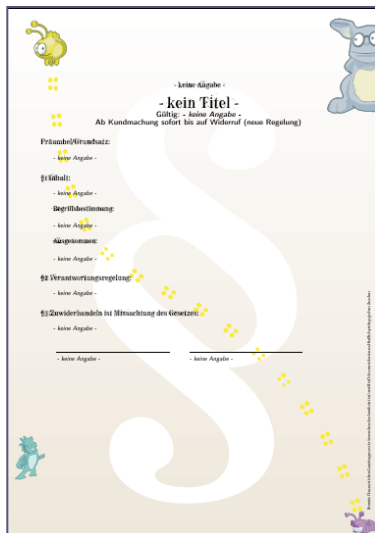 - keine Angabe -
- kein Titel -
Gültig: - keine Angabe -
Ab Kundmachung sofort bis auf Widerruf (neue Regelung)
Präambel/Grundsatz:
- keine Angabe -
§1 Inhalt:
- keine Angabe -
Begriffsbestimmung:
- keine Angabe -
Ausgenommen:
- keine Angabe -
§2 Verantwortungsregelung:
- keine Angabe -
§3 Zuwiderhandeln ist Missachtung des Gesetzes:
- keine Angabe -
- keine Angabe - - keine Angabe -